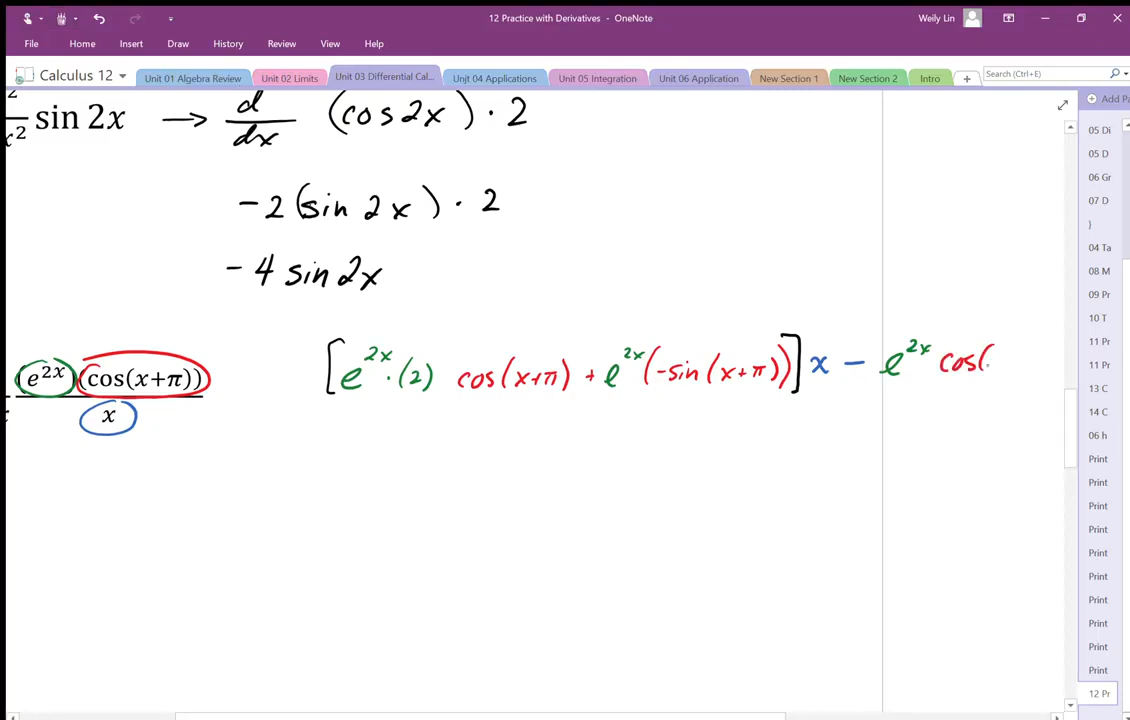 12 Practice with Derivatives - OneNote
Weily Lin
File Home Insert Draw History Review View Help
Calculus 12
Unit 01 Algebra Review
Unit 02 Limits
Unit 03 Differential Cal...
Unit 04 Applications
Unit 05 Integration
Unit 06 Application
New Section 1
New Section 2
Intro
+
Search (Ctrl+E)
Add Pa
05 Di
05 D
06 Gr
07 D
}
04 Ta
08 M
09 Pr
10 T
11 Pr
11 Pr
13 C
14 C
06 h
Print
Print
Print
Print
Print
Print
Print
Print
Print
Print
12 Pr
2/x² sin 2x → d/dx (cos 2x) · 2
-2 (sin 2x) · 2
-4 sin 2x
(e^{2x})(cos(x+π))/x
[e^{2x} · (2) cos(x+π) + e^{2x} (-sin(x+π))] x - e^{2x} cos(